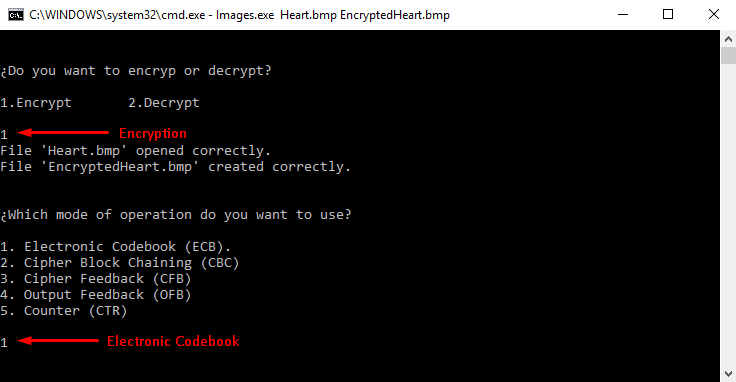 C:\WINDOWS\system32\cmd.exe - Images.exe  Heart.bmp EncryptedHeart.bmp
¿Do you want to encryp or decrypt?
1.Encrypt       2.Decrypt
1 Encryption
File 'Heart.bmp' opened correctly.
File 'EncryptedHeart.bmp' created correctly.
¿Which mode of operation do you want to use?
1. Electronic Codebook (ECB).
2. Cipher Block Chaining (CBC)
3. Cipher Feedback (CFB)
4. Output Feedback (OFB)
5. Counter (CTR)
1 Electronic Codebook